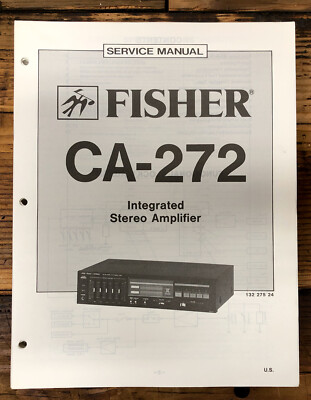 SERVICE MANUAL
FISHER®
CA-272
Integrated
Stereo Amplifier
132 275 24
U.S.